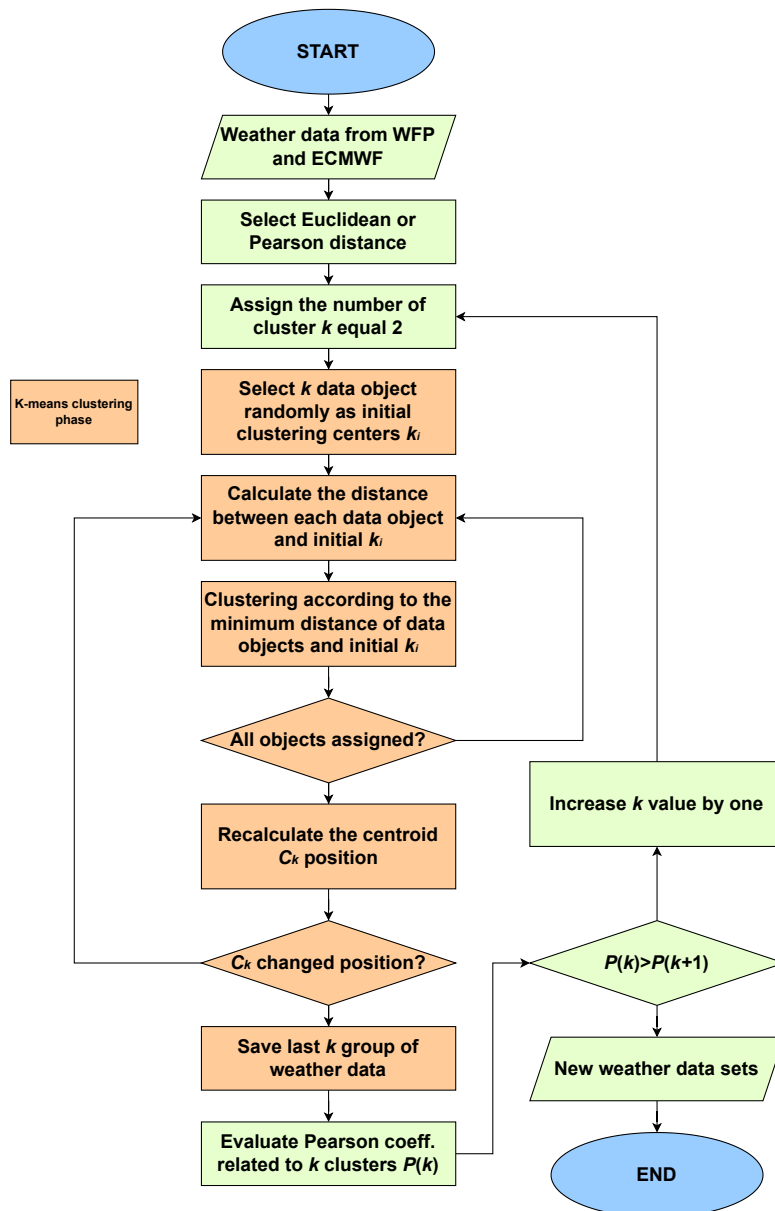 START
Weather data from WFP
and ECMWF
Select Euclidean or
Pearson distance
Assign the number of
cluster k equal 2
K-means clustering
phase
Select k data object
randomly as initial
clustering centers ki
Calculate the distance
between each data object
and initial ki
Clustering according to the
minimum distance of data
objects and initial ki
All objects assigned?
Recalculate the centroid
Ck position
Ck changed position?
Save last k group of
weather data
Evaluate Pearson coeff.
related to k clusters P(k)
Increase k value by one
P(k)>P(k+1)
New weather data sets
END